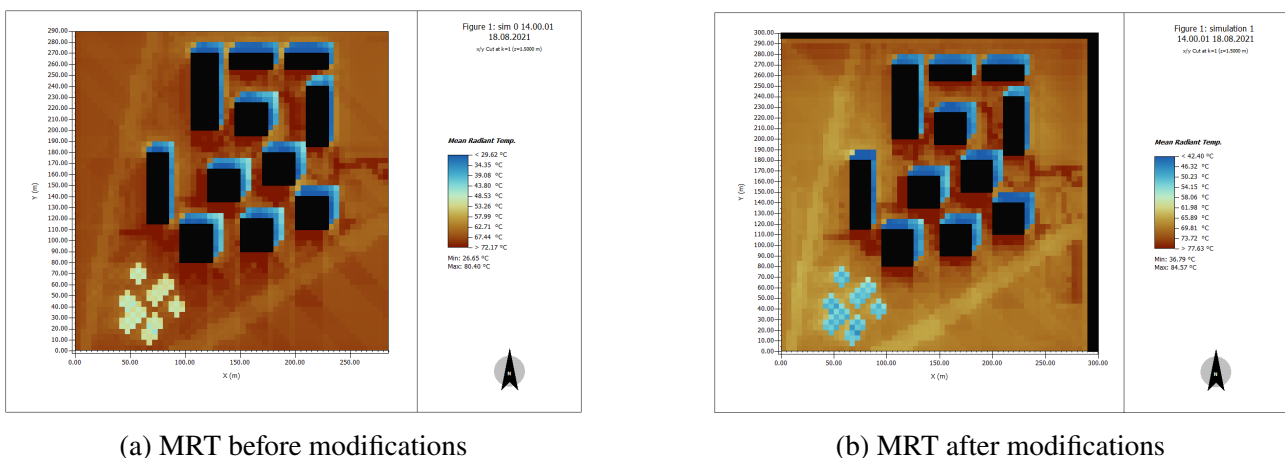 Figure 1: sim 0 14.00.01
18.08.2021
x/y Cut at k=1 (z=1.5000 m)
290.00
280.00
270.00
260.00
250.00
240.00
230.00
220.00
210.00
200.00
190.00
180.00
170.00
160.00
150.00
140.00
130.00
120.00
110.00
100.00
90.00
80.00
70.00
60.00
50.00
40.00
30.00
20.00
10.00
0.00
Y (m)
0.00 50.00 100.00 150.00 200.00 250.00
X (m)
Mean Radiant Temp.
< 29.62 °C
34.35 °C
39.08 °C
43.80 °C
48.53 °C
53.26 °C
57.99 °C
62.71 °C
67.44 °C
> 72.17 °C
Min: 26.65 °C
Max: 80.40 °C
N
(a) MRT before modifications
Figure 1: simulation 1
14.00.01 18.08.2021
x/y Cut at k=1 (z=1.5000 m)
300.00
290.00
280.00
270.00
260.00
250.00
240.00
230.00
220.00
210.00
200.00
190.00
180.00
170.00
160.00
150.00
140.00
130.00
120.00
110.00
100.00
90.00
80.00
70.00
60.00
50.00
40.00
30.00
20.00
10.00
0.00
Y (m)
0.00 50.00 100.00 150.00 200.00 250.00 300.00
X (m)
Mean Radiant Temp.
< 42.40 °C
46.32 °C
50.23 °C
54.15 °C
58.06 °C
61.98 °C
65.89 °C
69.81 °C
73.72 °C
> 77.63 °C
Min: 36.79 °C
Max: 84.57 °C
N
(b) MRT after modifications